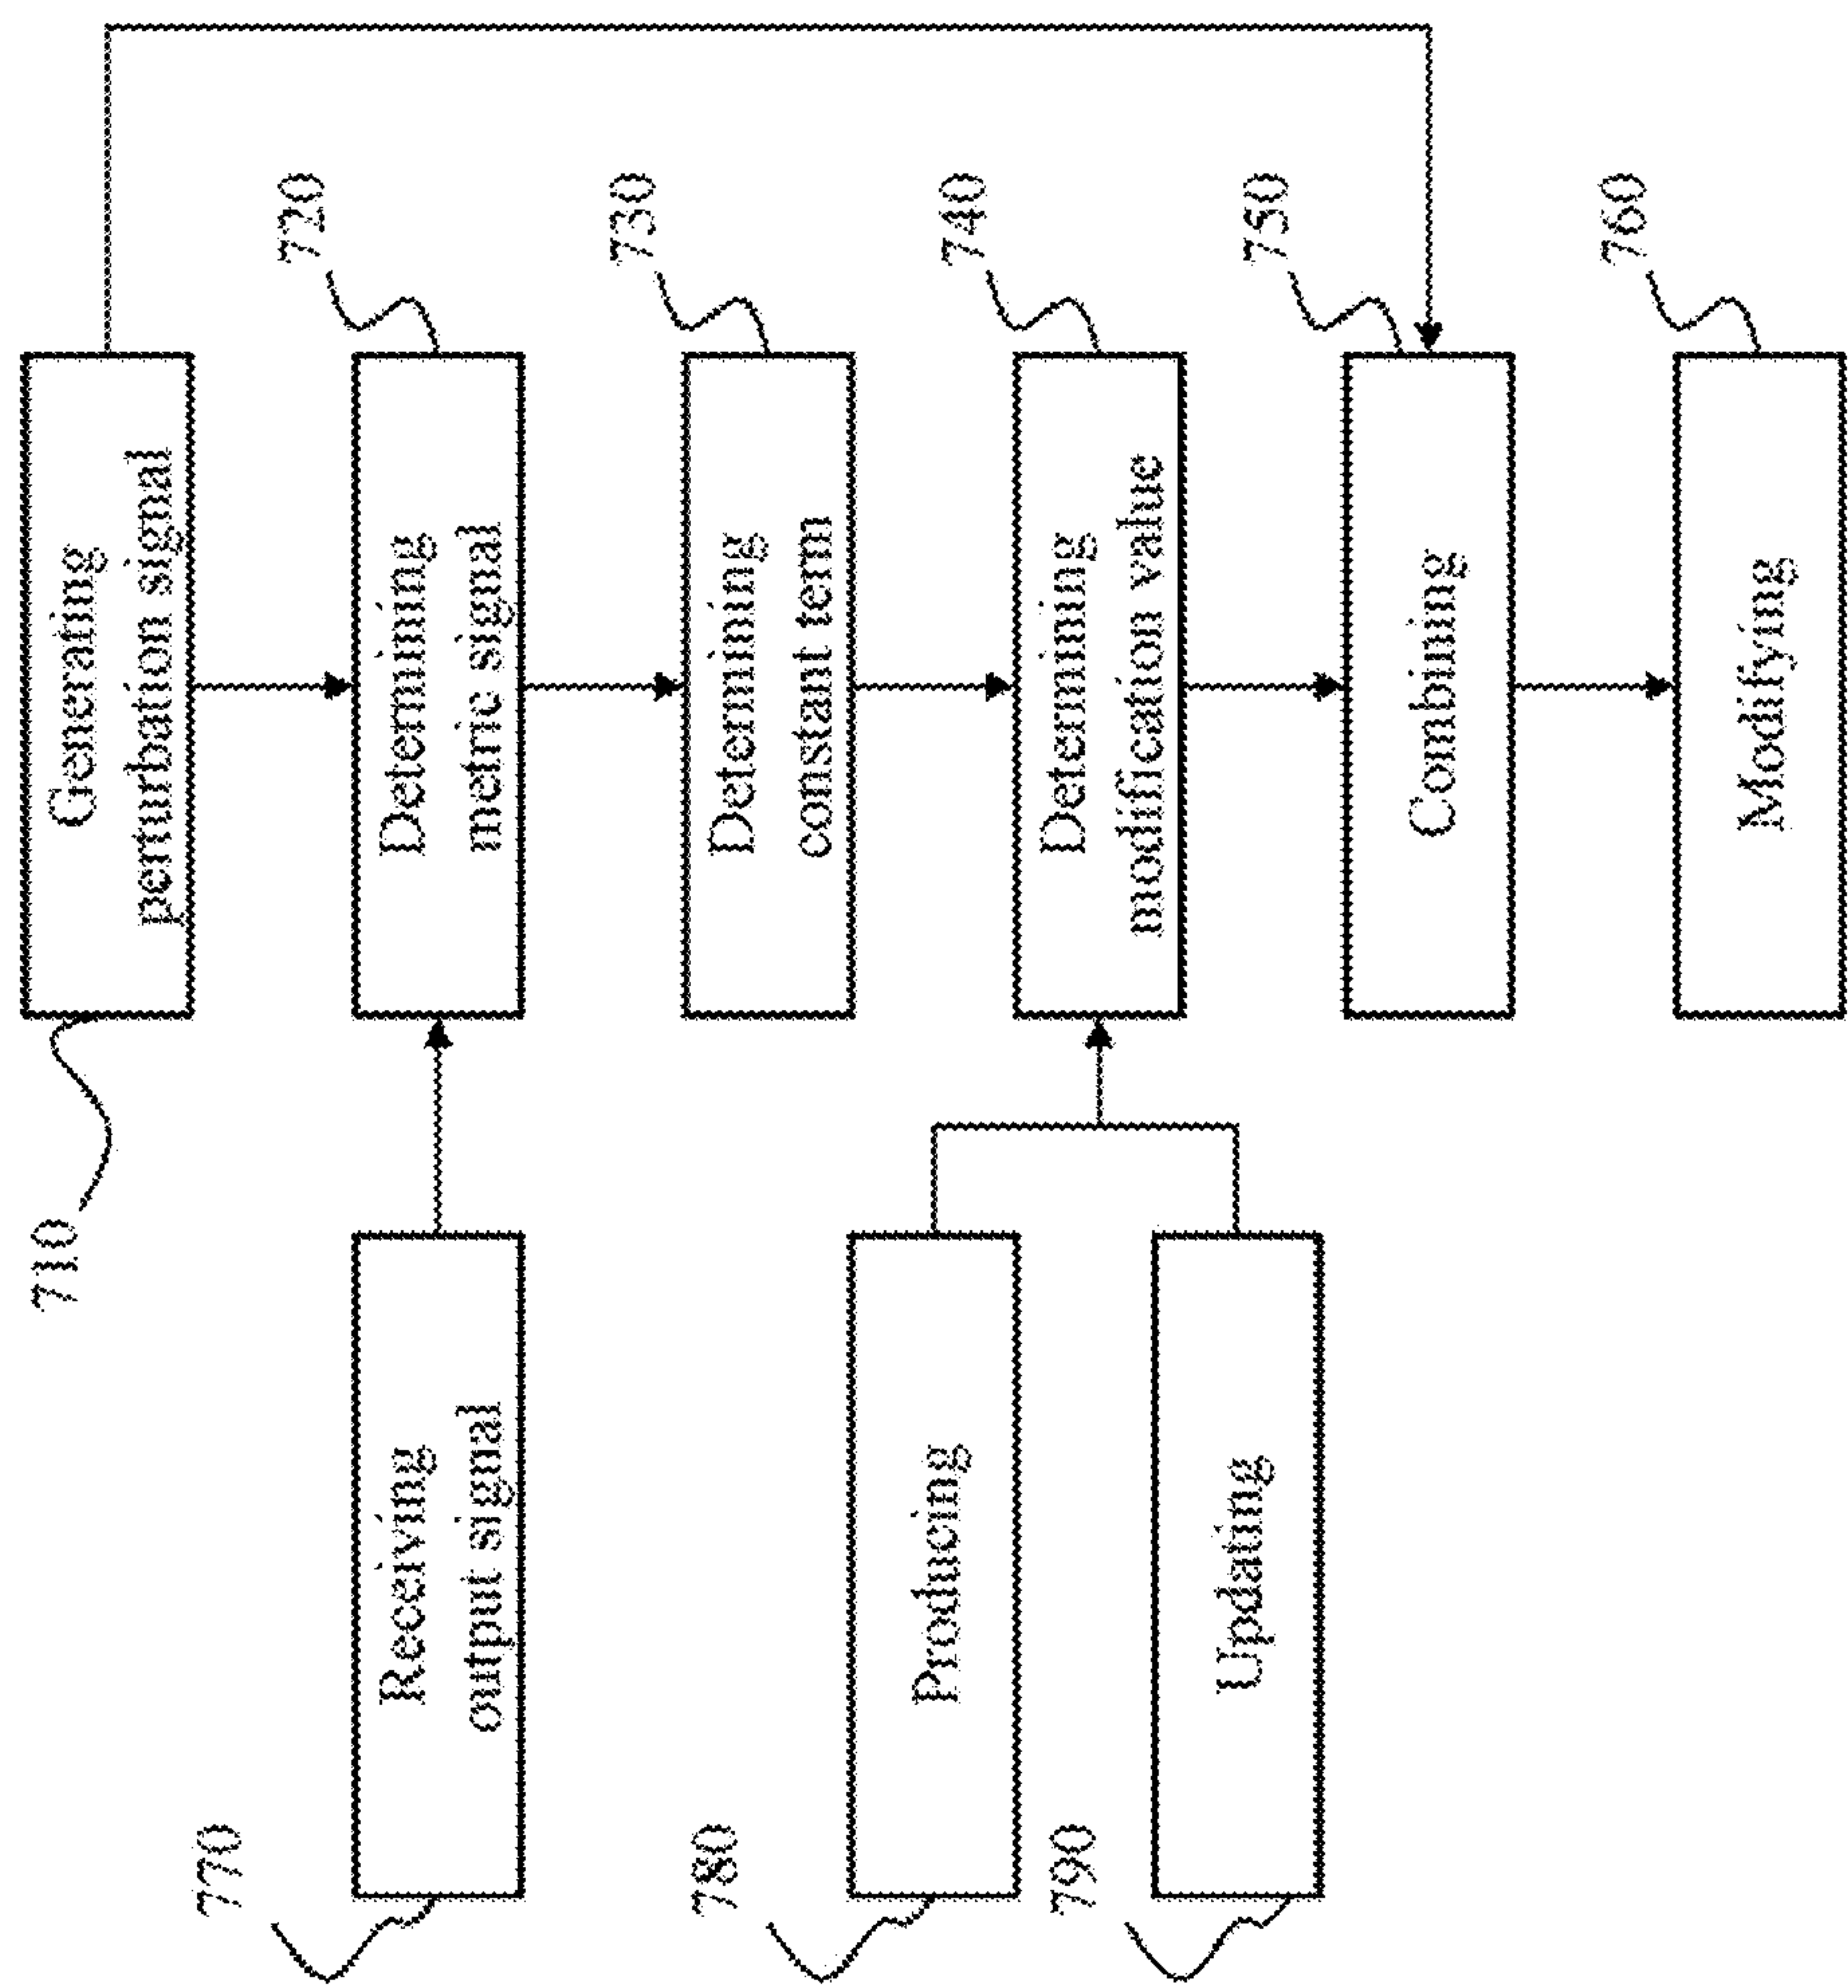 710
Generating
perturbation signal
720
Determining
metric signal
730
Determining
constant term
740
Determining
modification value
750
Combining
760
Modifying
770
Receiving
output signal
780
Producing
790
Updating